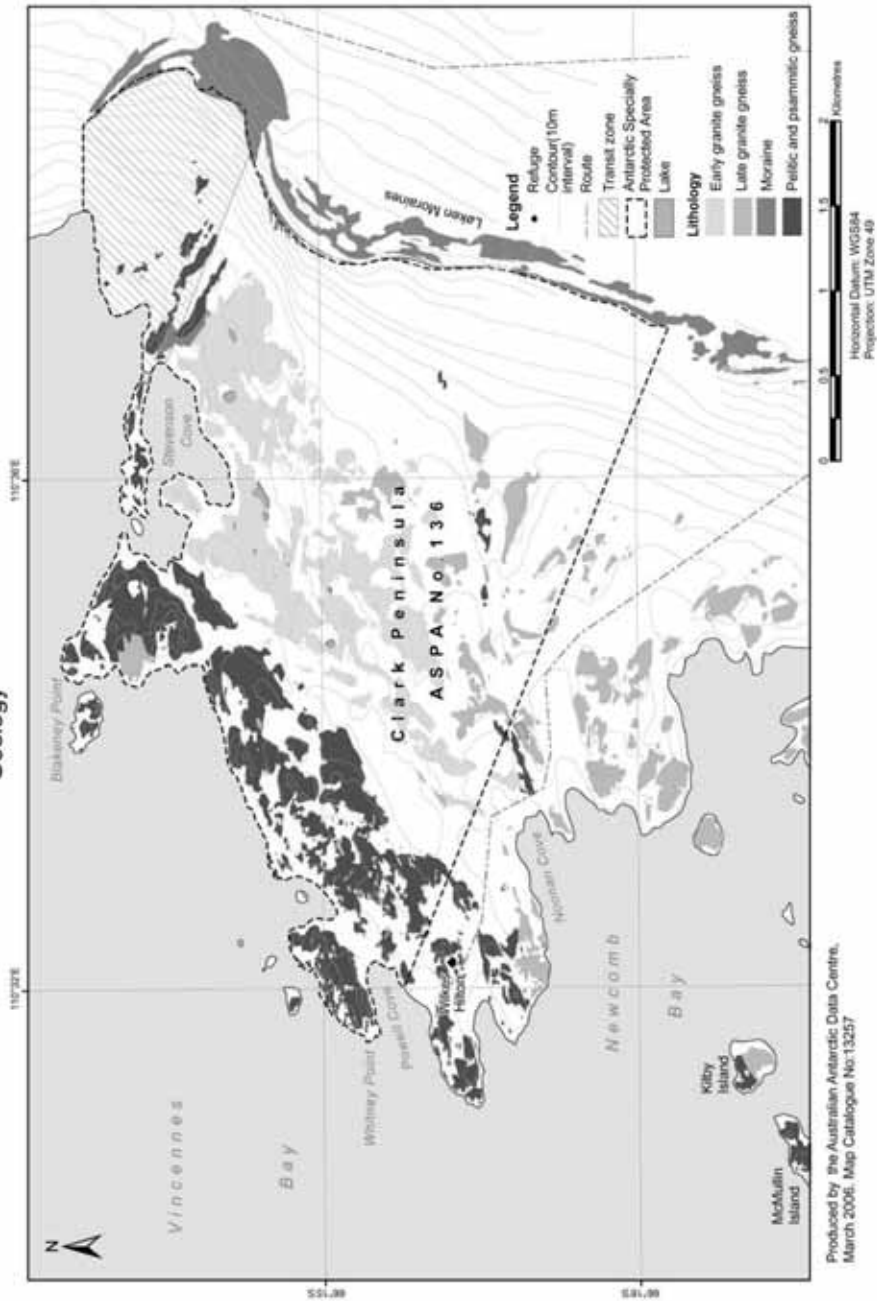 Geology
110°32'E
110°36'E
N
Vincennes
Bay
Blakeney Point
Stevenson
Cove
Whitney Point
Powell Cove
Clark Peninsula
ASPA No.136
Løken Moraines
Wilkes
Hilton
Noonan Cove
Newcomb
Bay
Kilby
Island
McMullin
Island
Legend
Refuge
Contour(10m
interval)
Route
Transit zone
Antarctic Specially
Protected Area
Lake
Lithology
Early granite gneiss
Late granite gneiss
Moraine
Pelitic and psammitic gneiss
0 0.5 1 1.5 2
Kilometres
Horizontal Datum: WGS84
Projection: UTM Zone 49
Produced by the Australian Antarctic Data Centre,
March 2006. Map Catalogue No:13257